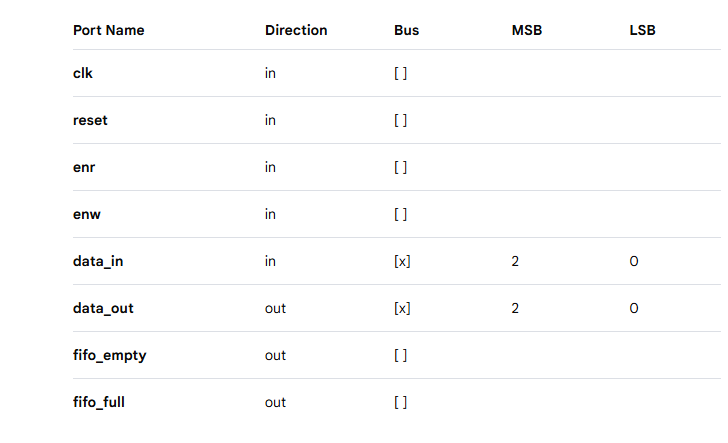 Port Name Direction Bus MSB LSB
clk in [ ]
reset in [ ]
enr in [ ]
enw in [ ]
data_in in [x] 2 0
data_out out [x] 2 0
fifo_empty out [ ]
fifo_full out [ ]